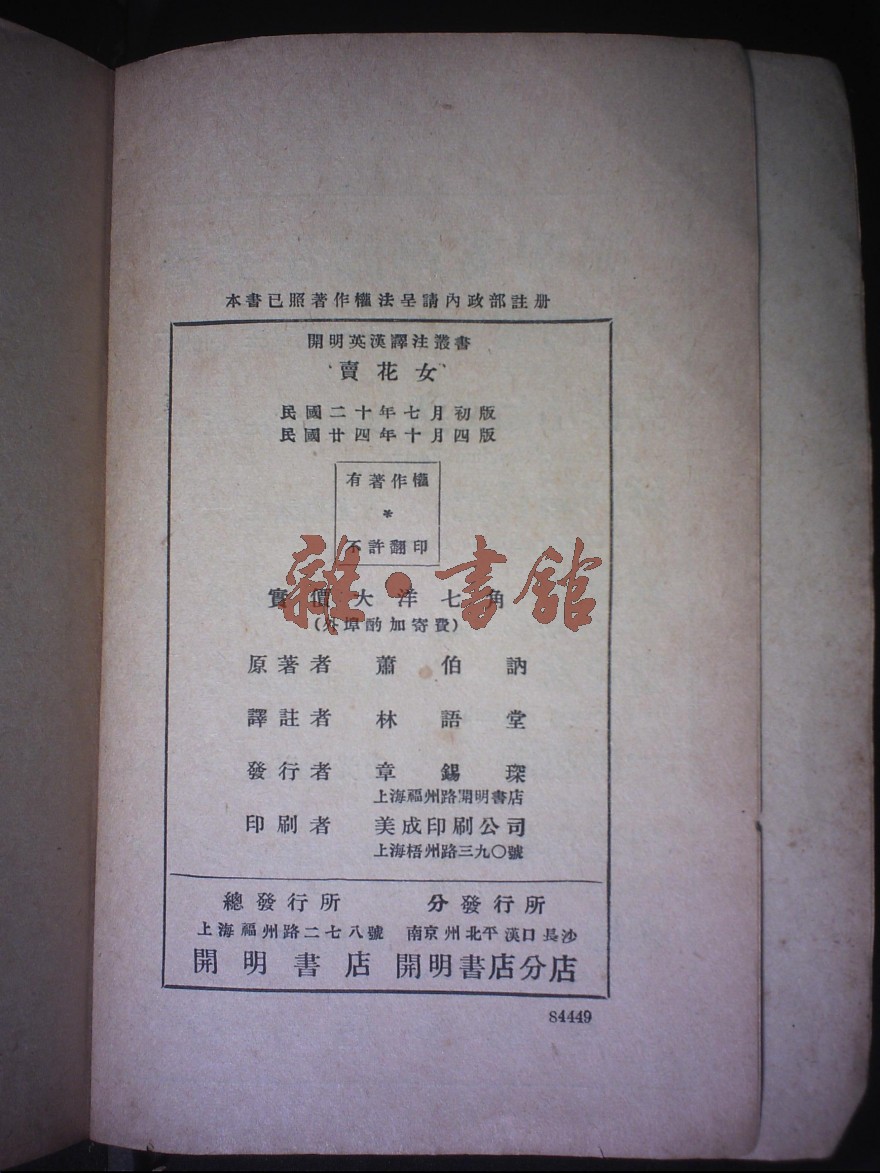 本書已照著作權法呈請內政部註册
開明英漢譯注叢書
賣花女
民國二十年七月初版
民國廿四年十月四版
有著作權
*
不許翻印
雜·書館
實價大洋七角
(外埠酌加寄費)
原著者 蕭伯訥
譯註者 林語堂
發行者 章錫琛
上海福州路開明書店
印刷者 美成印刷公司
上海梧州路三九〇號
總發行所 分發行所
上海福州路二七八號 南京州北平漢口長沙
開明書店 開明書店分店
S4449